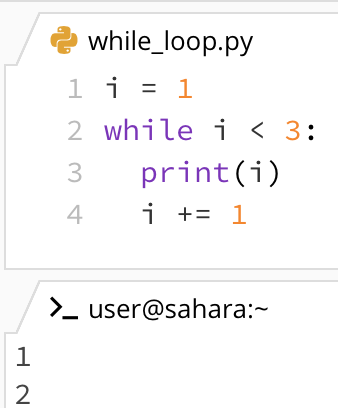 while_loop.py
1 i = 1
2 while i < 3:
3   print(i)
4   i += 1
>_ user@sahara:~
1
2